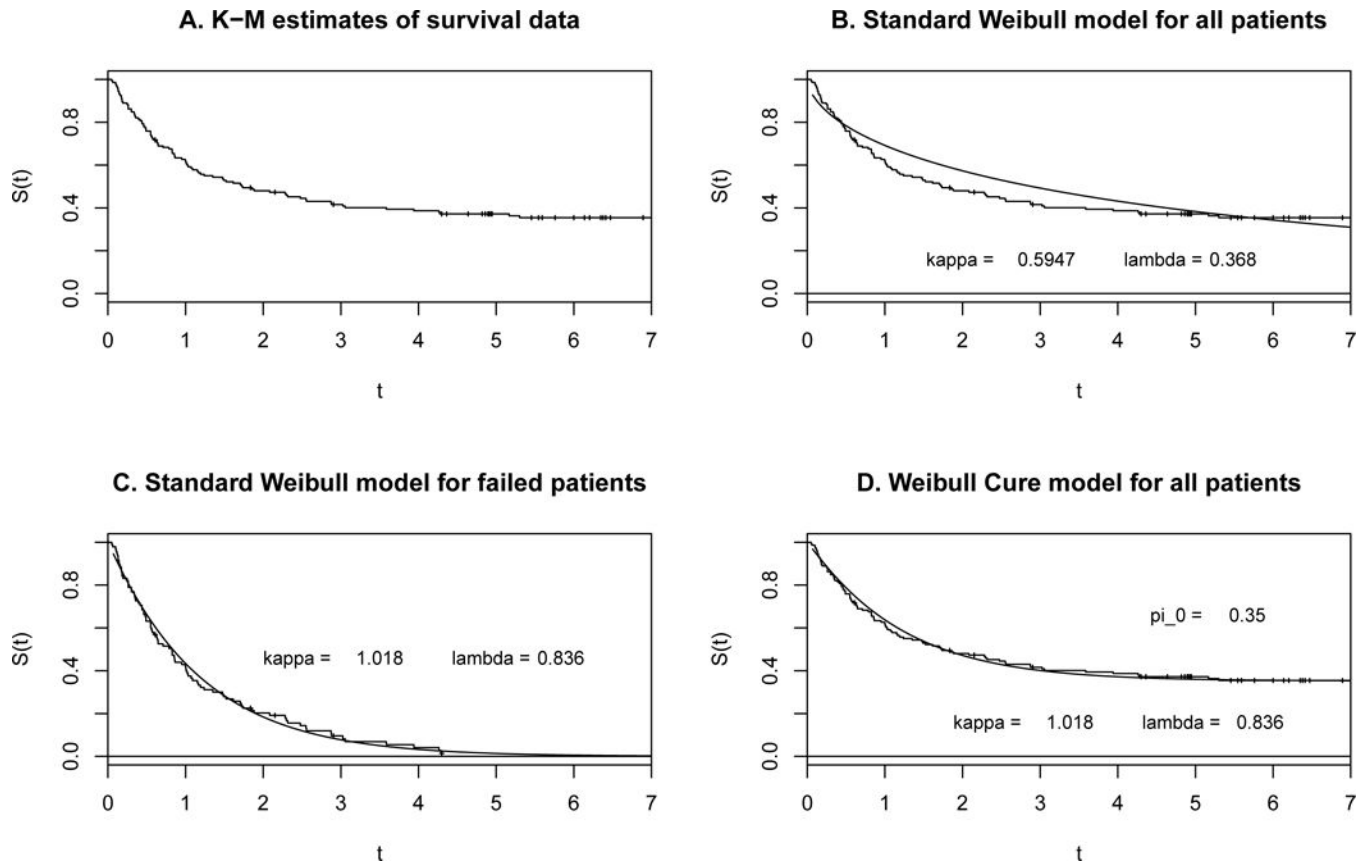 A. K−M estimates of survival data
S(t)
0.8
0.4
0.0
0 1 2 3 4 5 6 7
t
B. Standard Weibull model for all patients
S(t)
0.8
0.4
0.0
kappa = 0.5947 lambda = 0.368
0 1 2 3 4 5 6 7
t
C. Standard Weibull model for failed patients
S(t)
0.8
0.4
0.0
kappa = 1.018 lambda = 0.836
0 1 2 3 4 5 6 7
t
D. Weibull Cure model for all patients
S(t)
0.8
0.4
0.0
pi_0 = 0.35
kappa = 1.018 lambda = 0.836
0 1 2 3 4 5 6 7
t